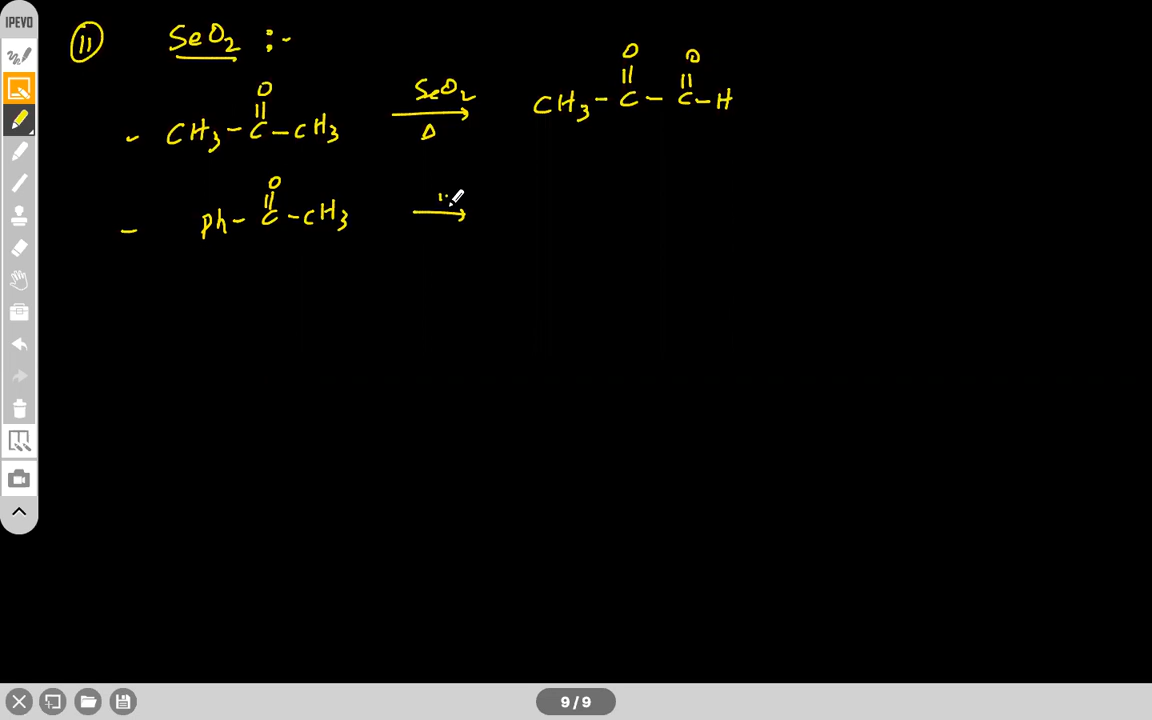 IPEVO
11 SeO2 :-
O O O
CH3-C-CH3 SeO2 Δ CH3-C-C-H
O
Ph-C-CH3 "
9/9